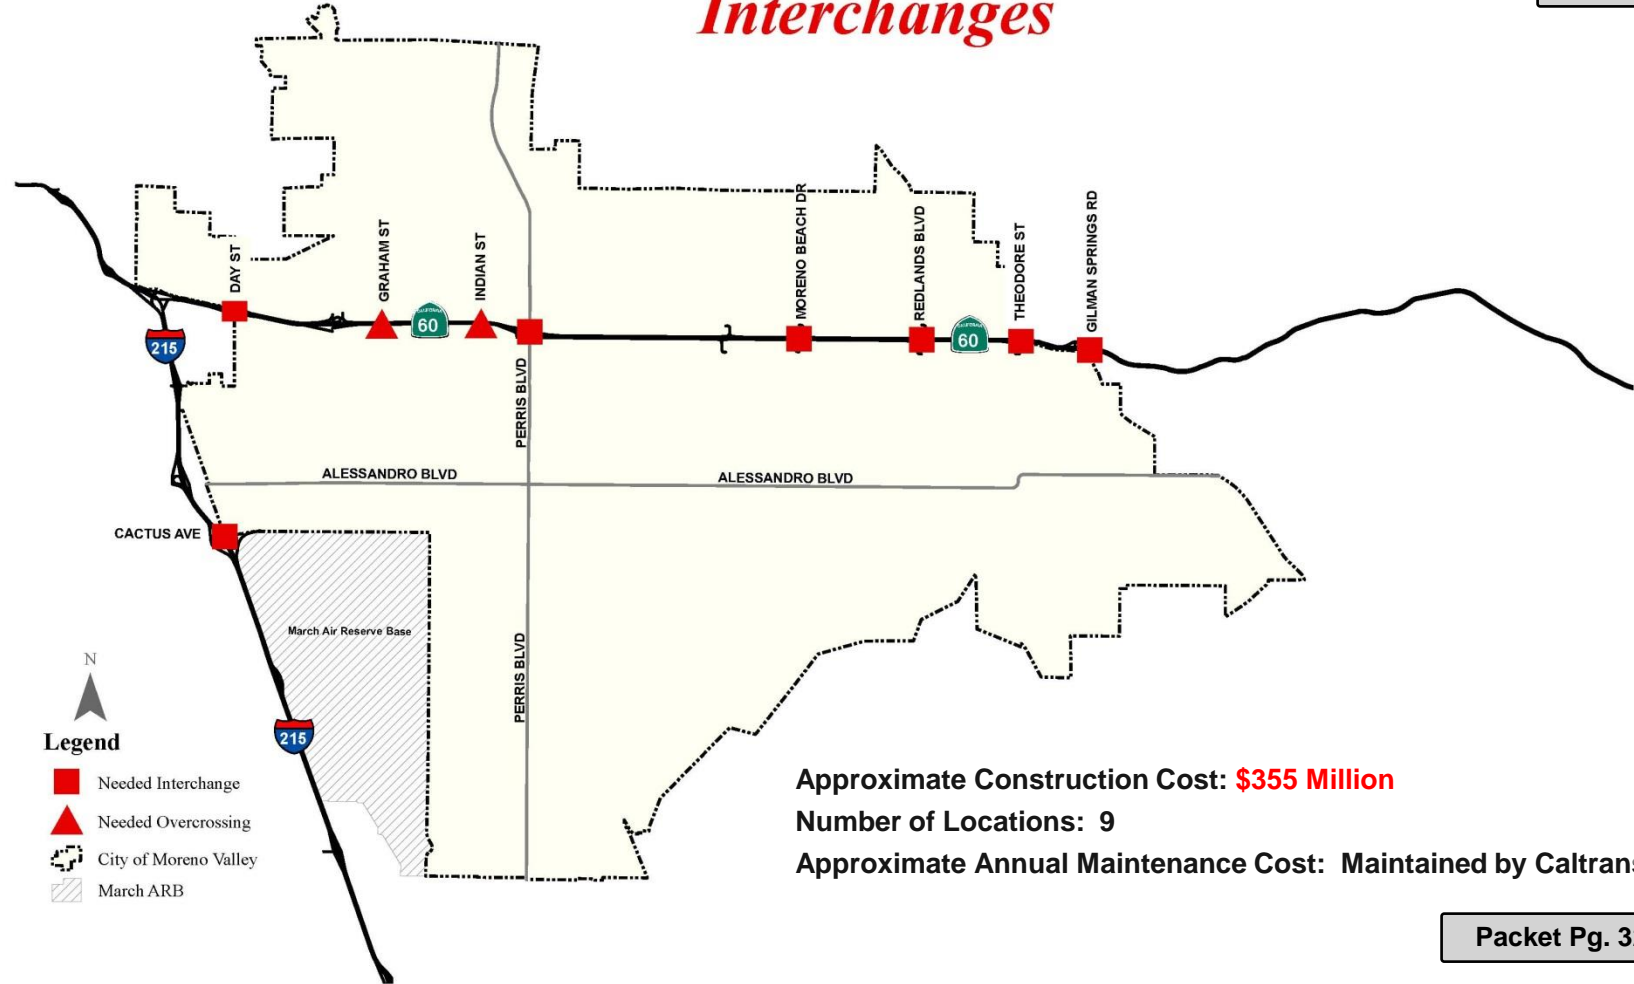 Interchanges
MORENO BEACH DR
REDLANDS BLVD
THEODORE ST
GILMAN SPRINGS RD
DAY ST
GRAHAM ST
INDIAN ST
60
60
215
PERRIS BLVD
ALESSANDRO BLVD
ALESSANDRO BLVD
CACTUS AVE
March Air Reserve Base
PERRIS BLVD
215
N
Legend
Needed Interchange
Needed Overcrossing
City of Moreno Valley
March ARB
Approximate Construction Cost: $355 Million
Number of Locations: 9
Approximate Annual Maintenance Cost: Maintained by Caltrans
Packet Pg. 3